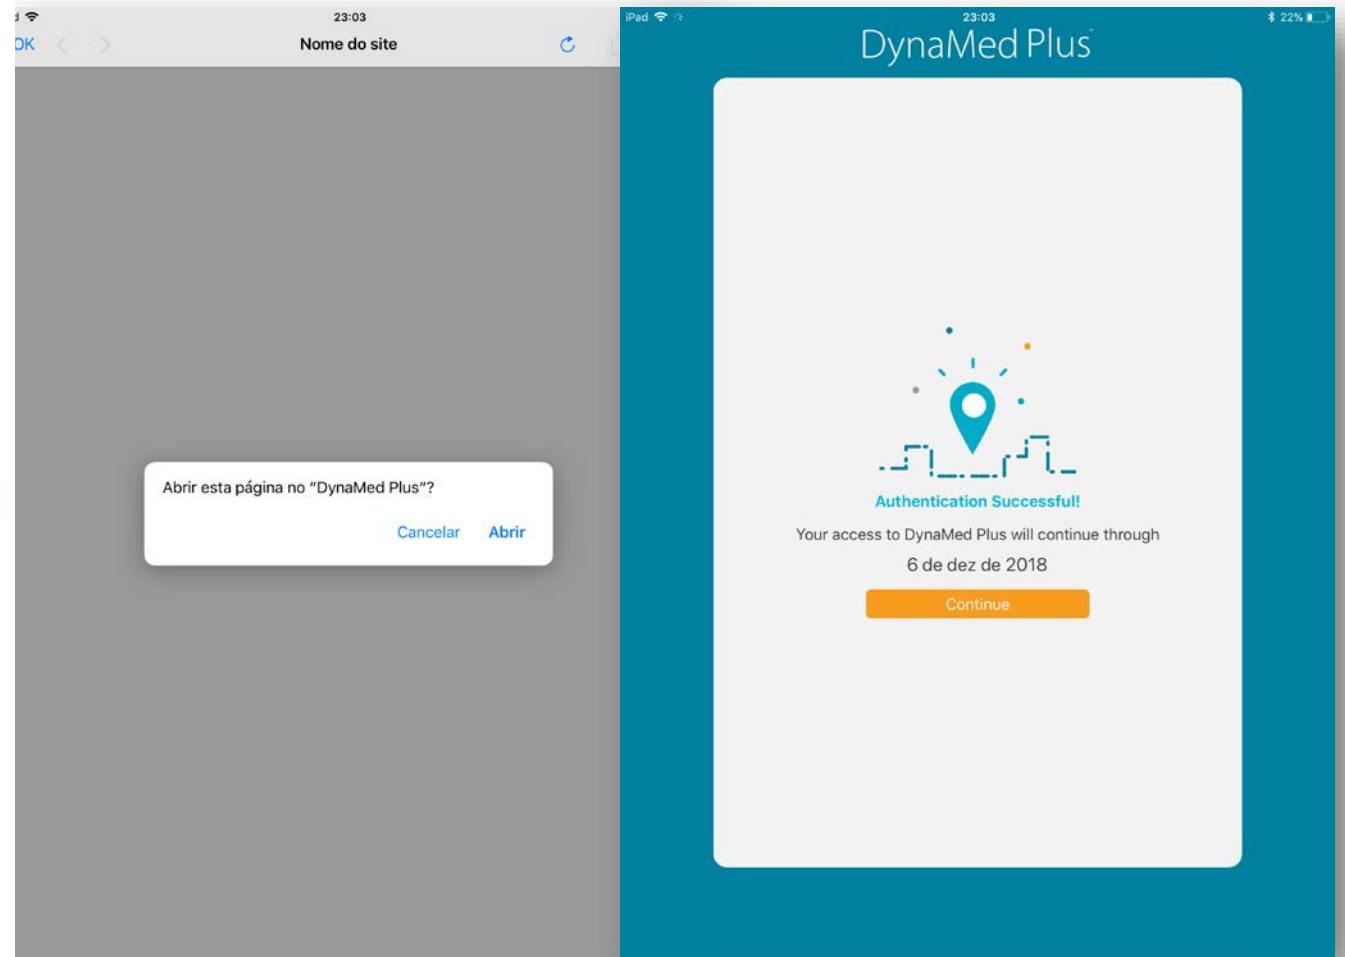 23:03
OK
Nome do site
Abrir esta página no “DynaMed Plus”?
Cancelar Abrir
iPad
23:03
22%
DynaMed Plus
Authentication Successful!
Your access to DynaMed Plus will continue through
6 de dez de 2018
Continue